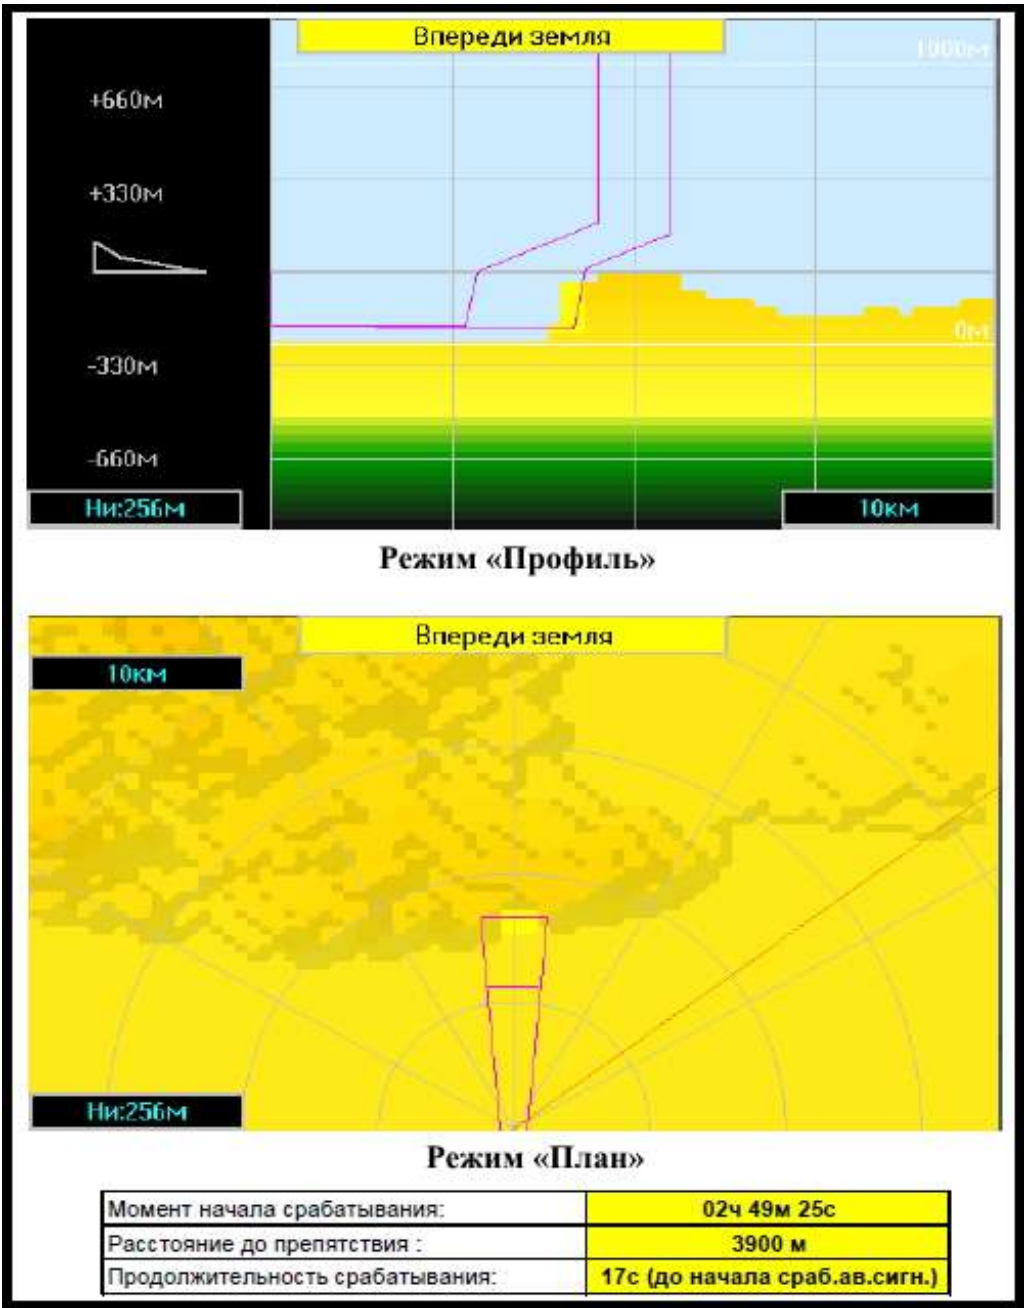 Впереди земля
1000м
+660м
+330м
-330м
0м
-660м
Ни:256м
10км
Режим «Профиль»
Впереди земля
10км
Ни:256м
Режим «План»
Момент начала срабатывания: 02ч 49м 25с
Расстояние до препятствия : 3900 м
Продолжительность срабатывания: 17с (до начала сраб.ав.сигн.)